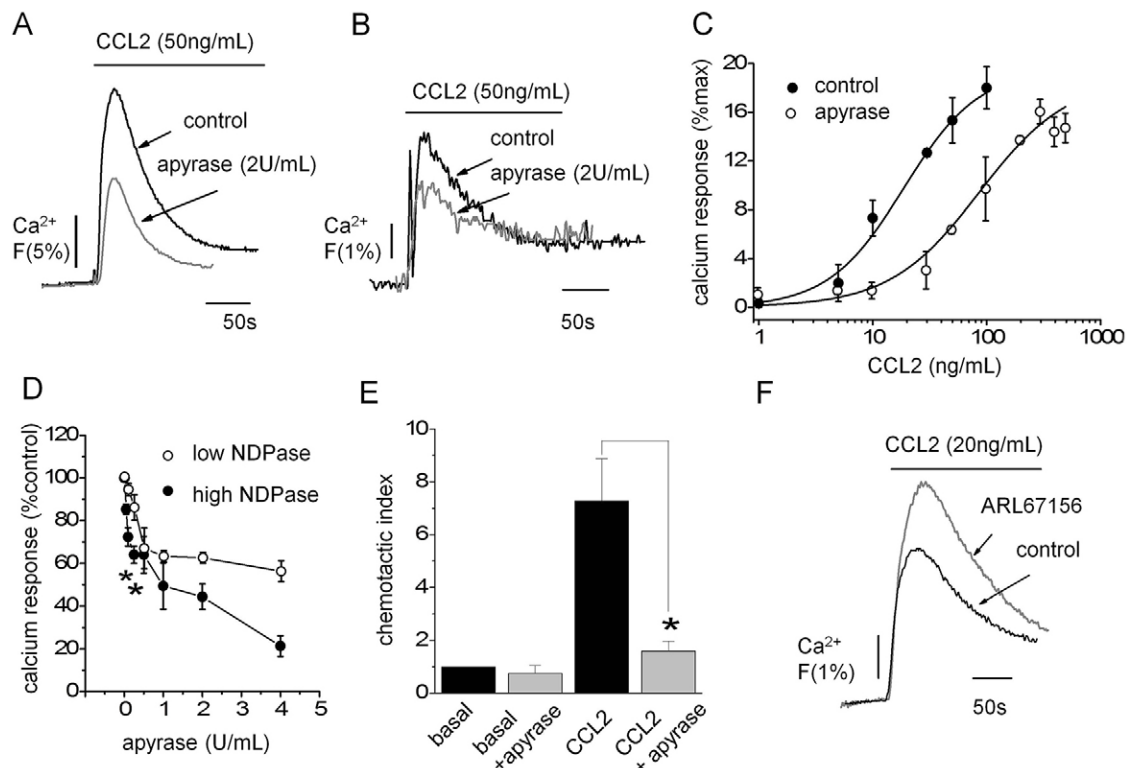 A
CCL2 (50ng/mL)
control
apyrase (2U/mL)
Ca2+
F(5%)
50s
B
CCL2 (50ng/mL)
control
apyrase (2U/mL)
Ca2+
F(1%)
50s
C
calcium response (%max)
20
16
12
8
4
0
control
apyrase
1
10
100
1000
CCL2 (ng/mL)
D
calcium response (%control)
120
100
80
60
40
20
0
low NDPase
high NDPase
*
*
0
1
2
3
4
5
apyrase (U/mL)
E
chemotactic index
10
8
6
4
2
0
*
basal
basal
+apyrase
CCL2
CCL2
+ apyrase
F
CCL2 (20ng/mL)
ARL67156
control
Ca2+
F(1%)
50s